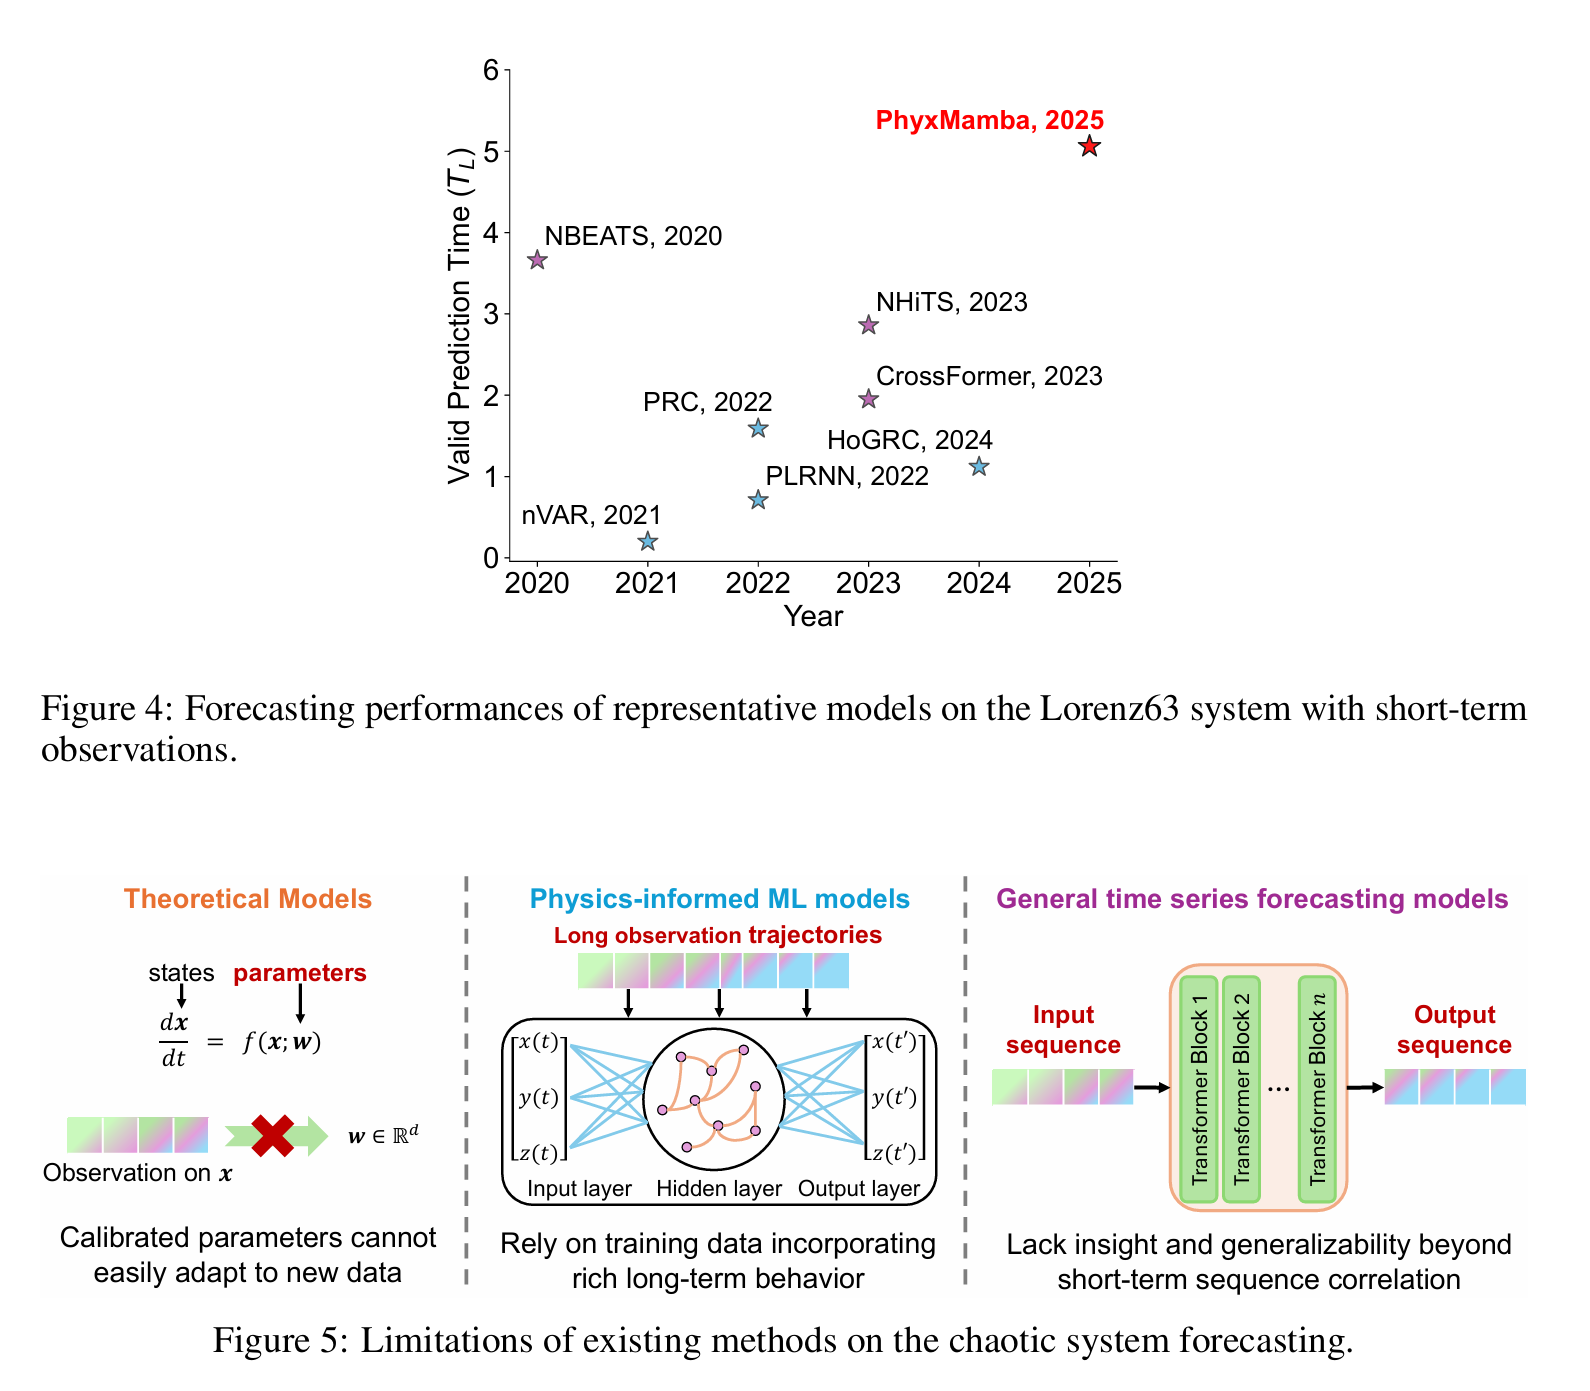 6
5
4
3
2
1
0
Valid Prediction Time (T_L)
PhyxMamba, 2025
NBEATS, 2020
NHiTS, 2023
CrossFormer, 2023
PRC, 2022
HoGRC, 2024
PLRNN, 2022
nVAR, 2021
2020 2021 2022 2023 2024 2025
Year
Figure 4: Forecasting performances of representative models on the Lorenz63 system with short-term
observations.
Theoretical Models
states parameters
dx/dt = f(x; w)
w ∈ ℝ^d
Observation on x
Calibrated parameters cannot
easily adapt to new data
Physics-informed ML models
Long observation trajectories
x(t)
y(t)
z(t)
x(t′)
y(t′)
z(t′)
Input layer Hidden layer Output layer
Rely on training data incorporating
rich long-term behavior
General time series forecasting models
Input
sequence
Transformer Block 1
Transformer Block 2
...
Transformer Block n
Output
sequence
Lack insight and generalizability beyond
short-term sequence correlation
Figure 5: Limitations of existing methods on the chaotic system forecasting.